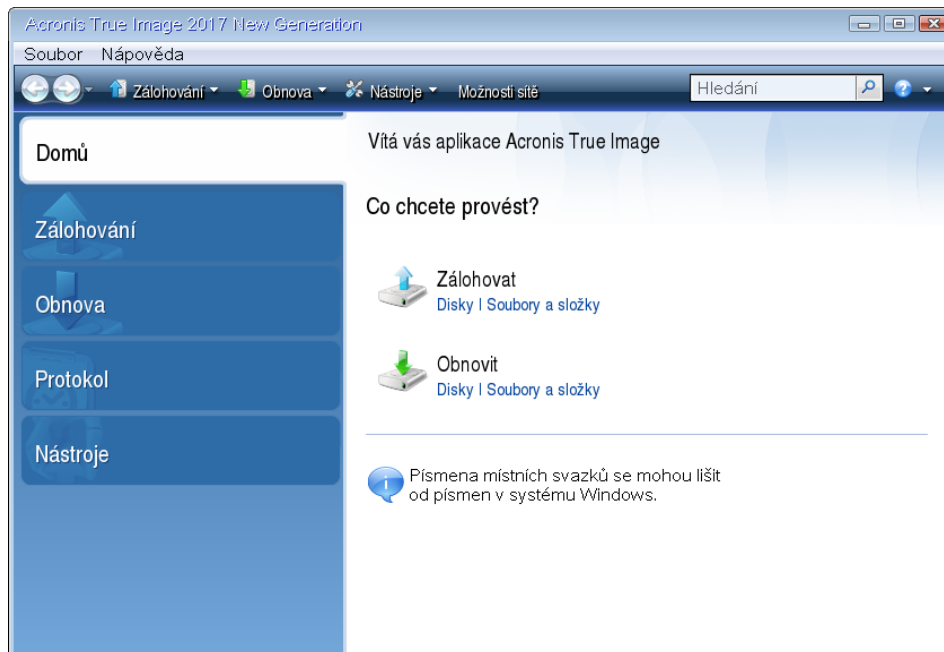 Acronis True Image 2017 New Generation
Soubor Nápověda
Zálohování Obnova Nástroje Možnosti sítě Hledání
Domů
Zálohování
Obnova
Protokol
Nástroje
Vítá vás aplikace Acronis True Image
Co chcete provést?
Zálohovat
Disky | Soubory a složky
Obnovit
Disky | Soubory a složky
Písmena místních svazků se mohou lišit
od písmen v systému Windows.